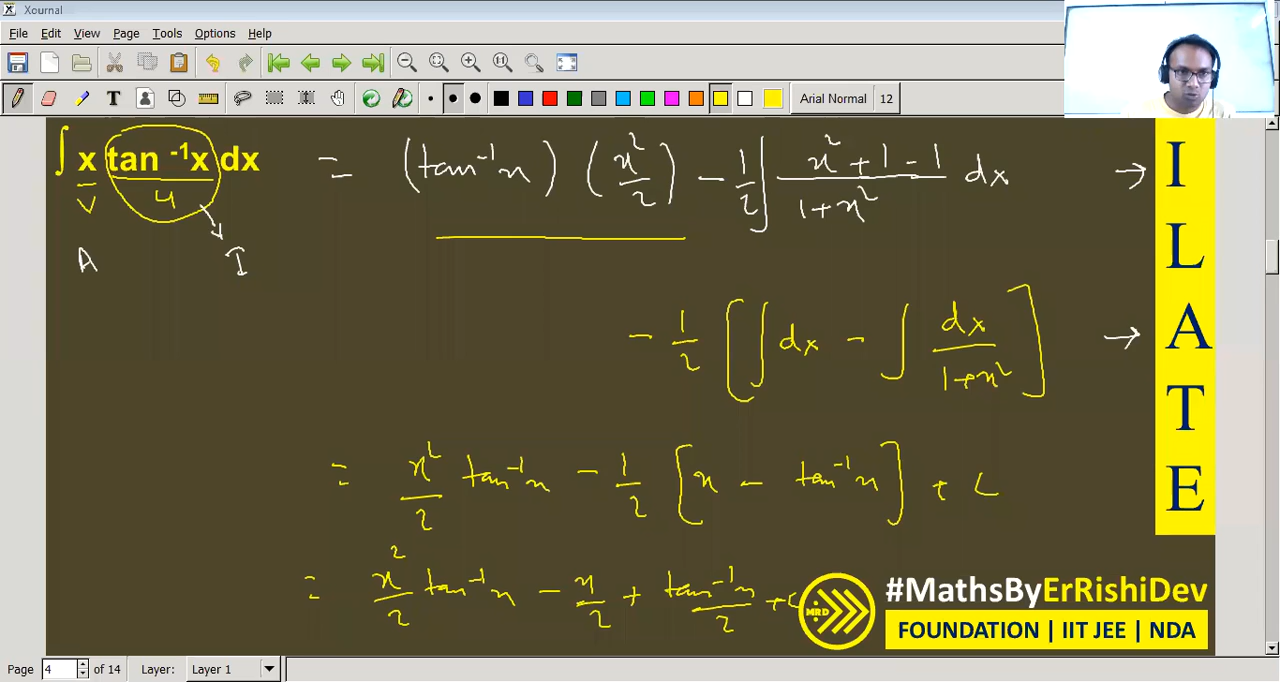 Xournal
File Edit View Page Tools Options Help
Arial Normal 12
∫ x tan⁻¹x dx = (tan⁻¹x) (x²/2) - 1/2 ∫ (x² + 1 - 1)/(1 + x²) dx →
v u
A I
- 1/2 [∫ dx - ∫ dx/(1+x²)] →
= x²/2 tan⁻¹x - 1/2 [x - tan⁻¹x] + C
= x²/2 tan⁻¹x - x/2 + tan⁻¹x/2 + C
I
L
A
T
E
MRD
#MathsByErRishiDev
FOUNDATION | IIT JEE | NDA
Page 4 of 14 Layer: Layer 1